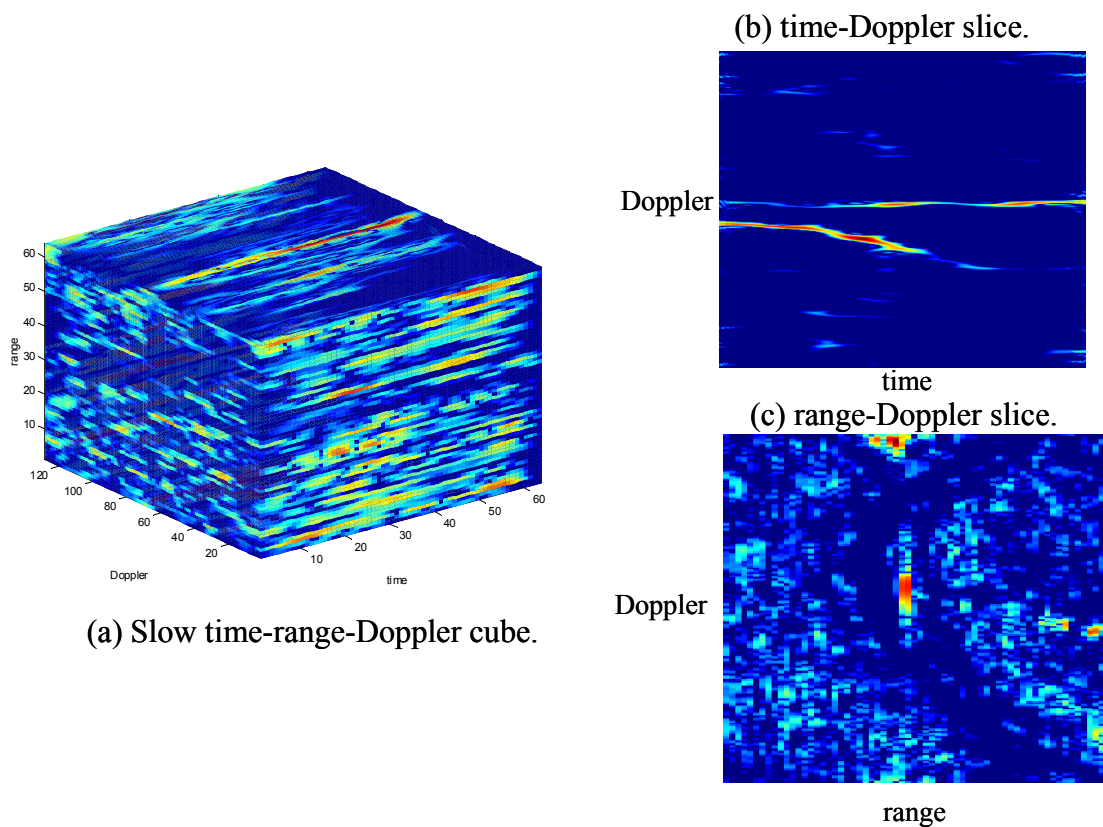 (b) time-Doppler slice.
Doppler
time
(c) range-Doppler slice.
Doppler
range
60
50
40
30
20
10
range
120
100
80
60
40
20
Doppler
10
20
30
40
50
60
time
(a) Slow time-range-Doppler cube.